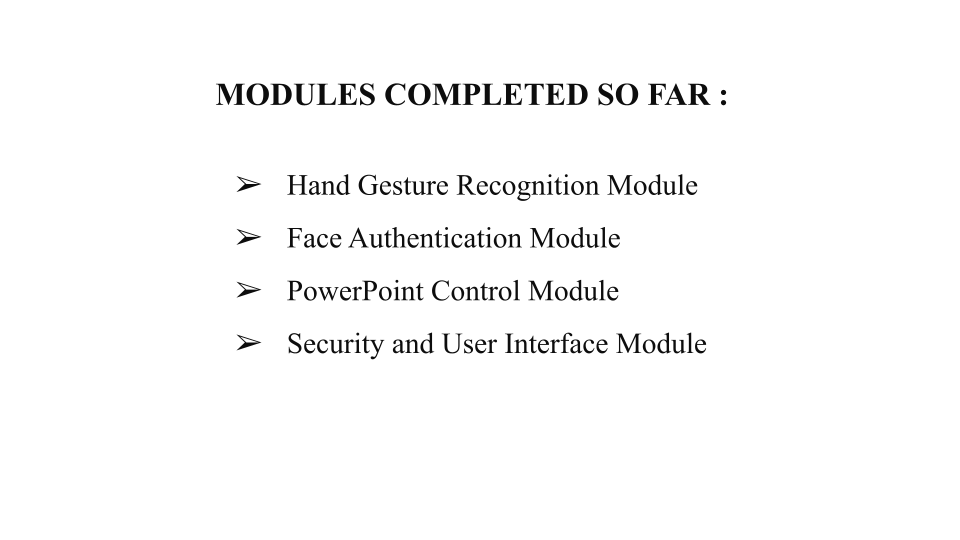 MODULES COMPLETED SO FAR :
➢ Hand Gesture Recognition Module
➢ Face Authentication Module
➢ PowerPoint Control Module
➢ Security and User Interface Module